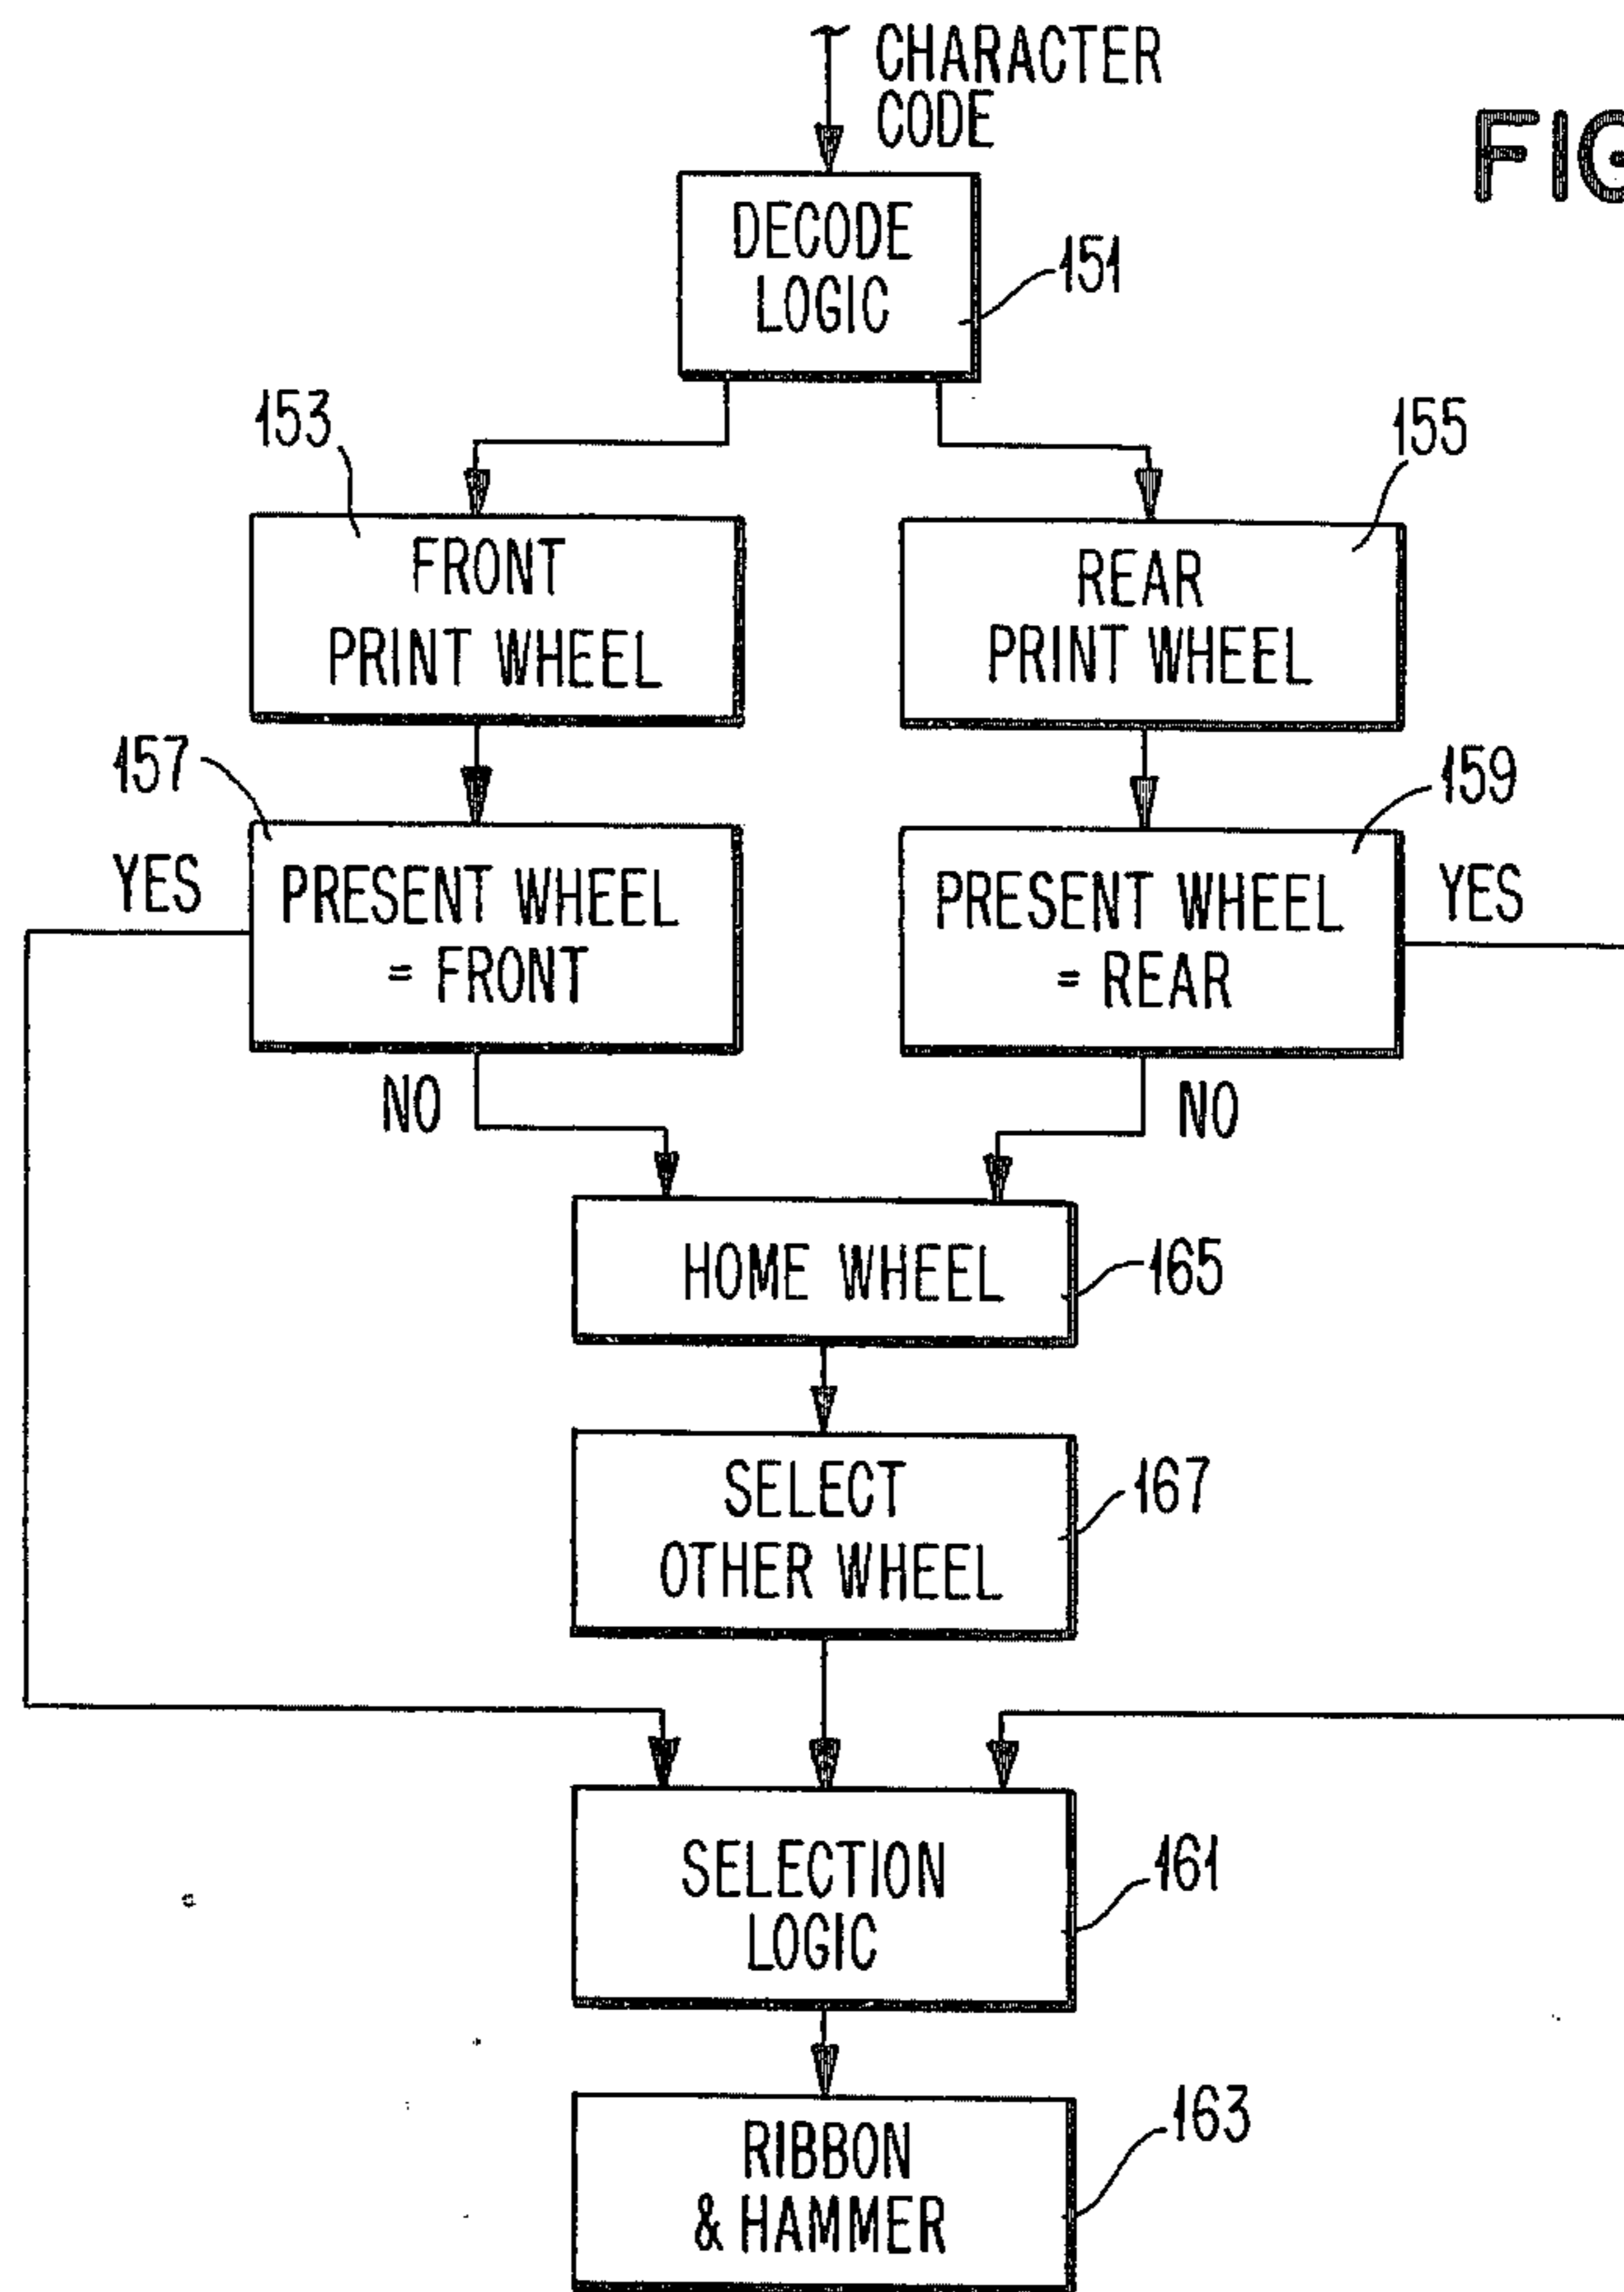 CHARACTER
CODE
FIG
DECODE
LOGIC
151
153
155
FRONT
PRINT WHEEL
REAR
PRINT WHEEL
157
159
YES
PRESENT WHEEL
= FRONT
PRESENT WHEEL
= REAR
YES
NO
NO
HOME WHEEL
165
SELECT
OTHER WHEEL
167
SELECTION
LOGIC
161
RIBBON
& HAMMER
163